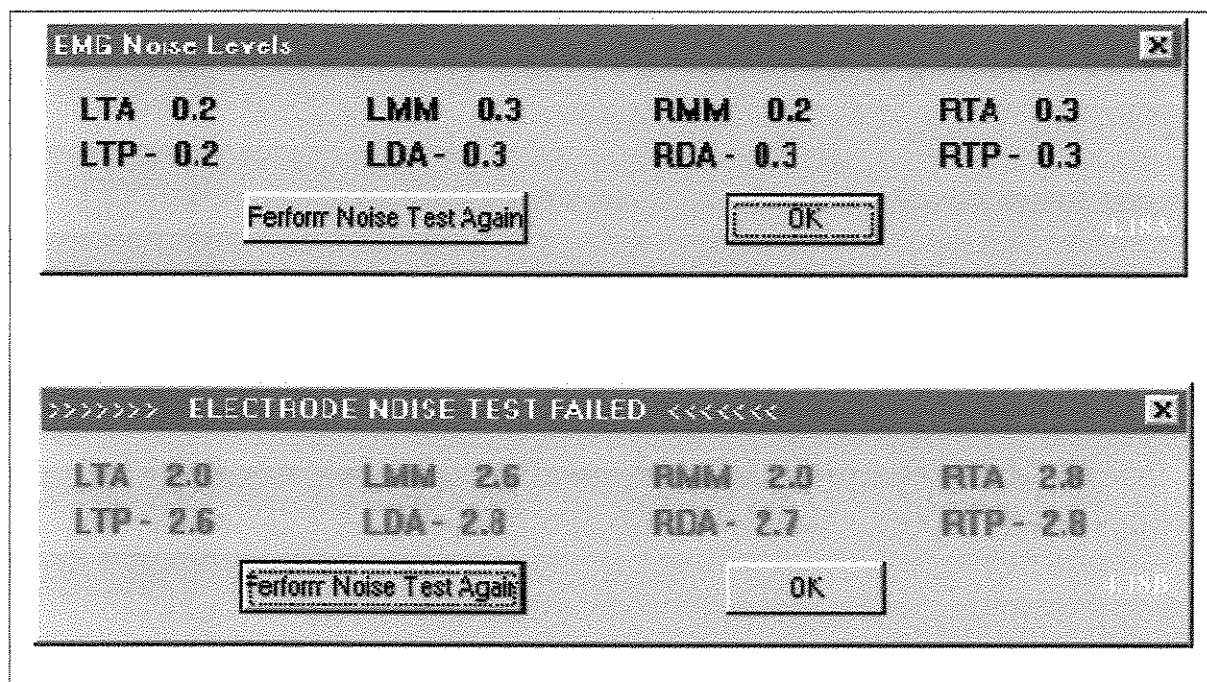 EMG Noise Levels
LTA 0.2 LMM 0.3 RMM 0.2 RTA 0.3
LTP - 0.2 LDA - 0.3 RDA - 0.3 RTP - 0.3
Perform Noise Test Again OK
>>>>>>> ELECTRODE NOISE TEST FAILED <<<<<<<
LTA 2.0 LMM 2.6 RMM 2.0 RTA 2.8
LTP - 2.6 LDA - 2.8 RDA - 2.7 RTP - 2.8
Perform Noise Test Again OK